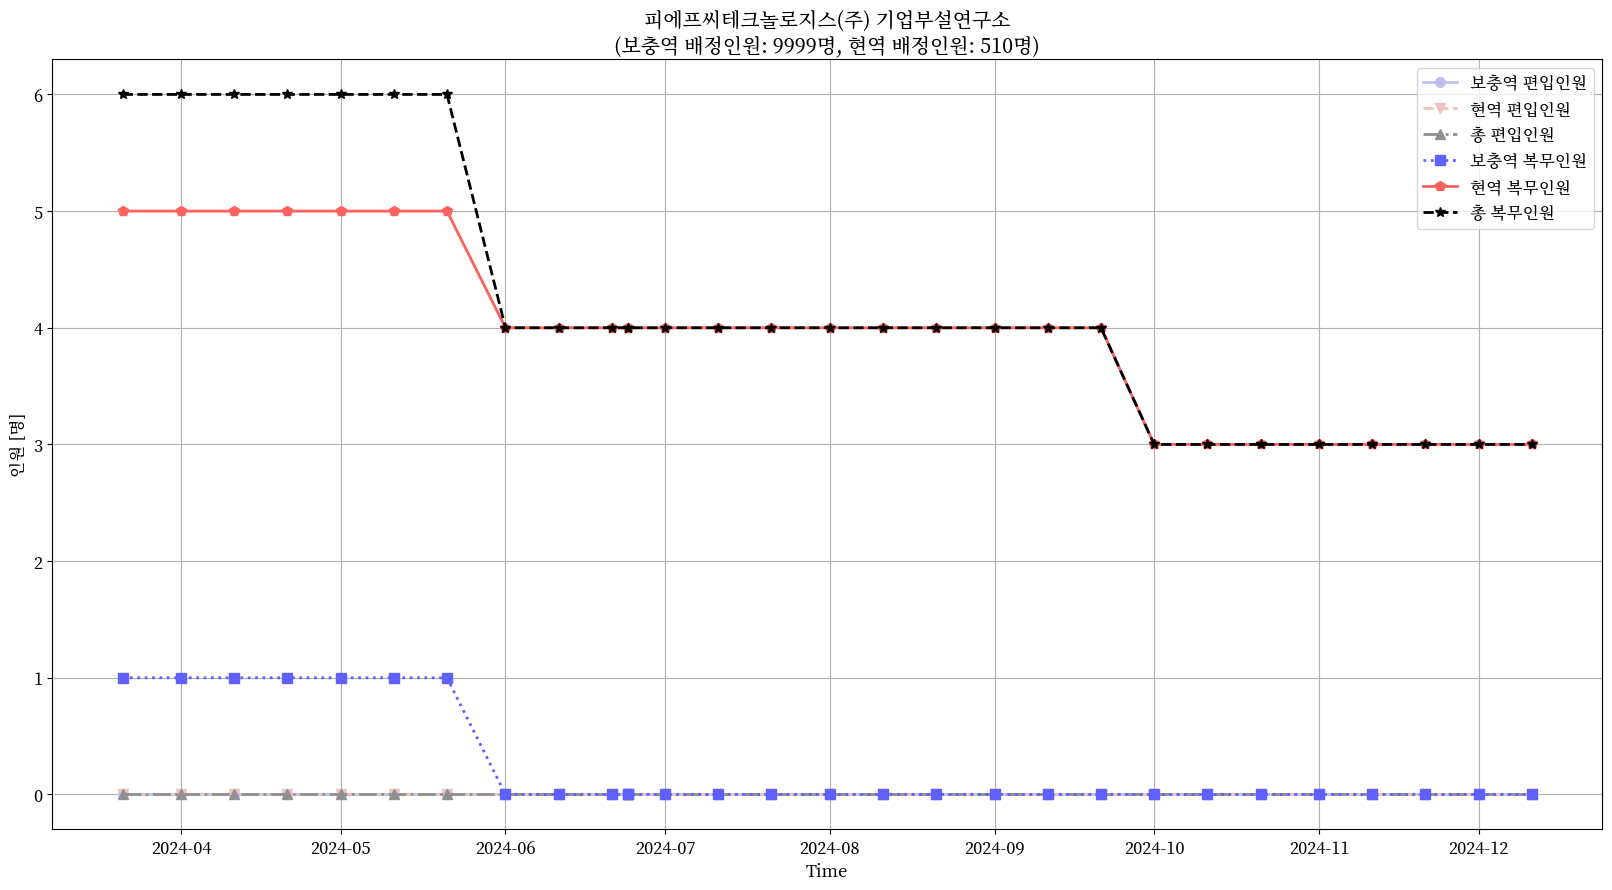 피에프씨테크놀로지스(주) 기업부설연구소
(보충역 배정인원: 9999명, 현역 배정인원: 510명)
보충역 편입인원
현역 편입인원
총 편입인원
보충역 복무인원
현역 복무인원
총 복무인원
인원 [명]
6
5
4
3
2
1
0
2024-04
2024-05
2024-06
2024-07
2024-08
2024-09
2024-10
2024-11
2024-12
Time